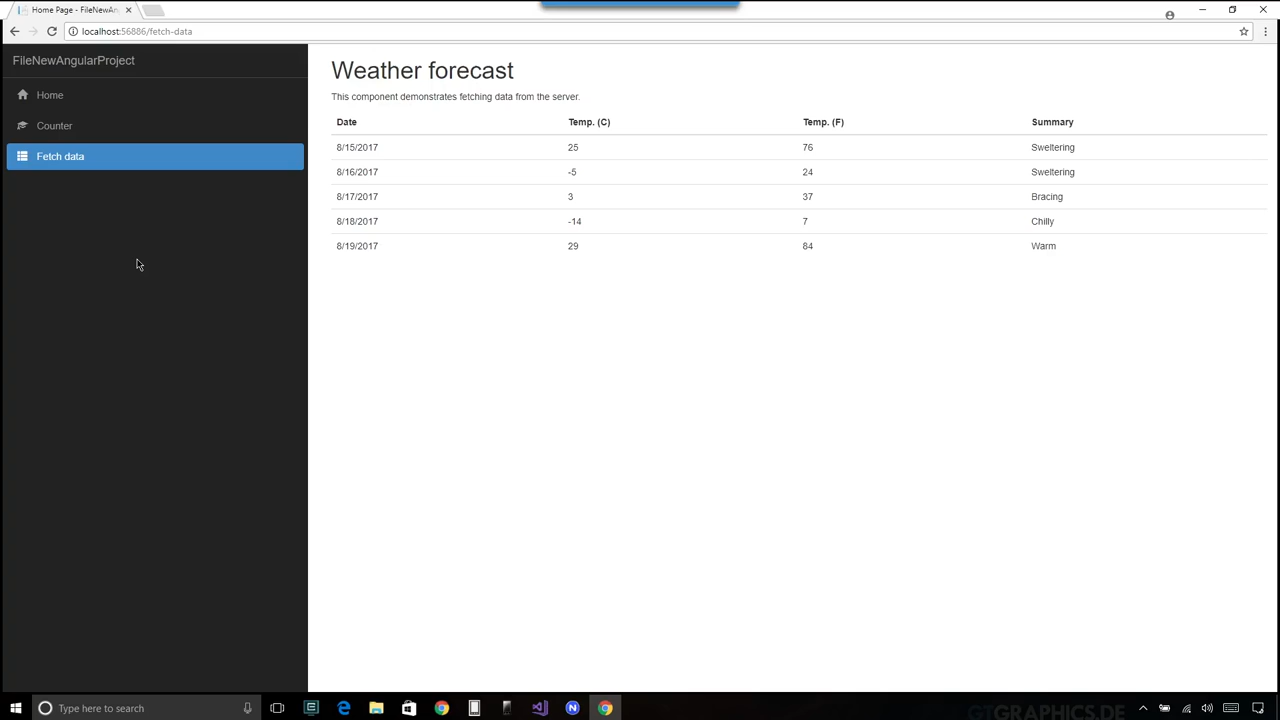 Home Page - FileNewAn
localhost:56886/fetch-data
FileNewAngularProject
Home
Counter
Fetch data
Weather forecast
This component demonstrates fetching data from the server.
Date Temp. (C) Temp. (F) Summary
8/15/2017 25 76 Sweltering
8/16/2017 -5 24 Sweltering
8/17/2017 3 37 Bracing
8/18/2017 -14 7 Chilly
8/19/2017 29 84 Warm
Type here to search
GTGRAPHICS.DE